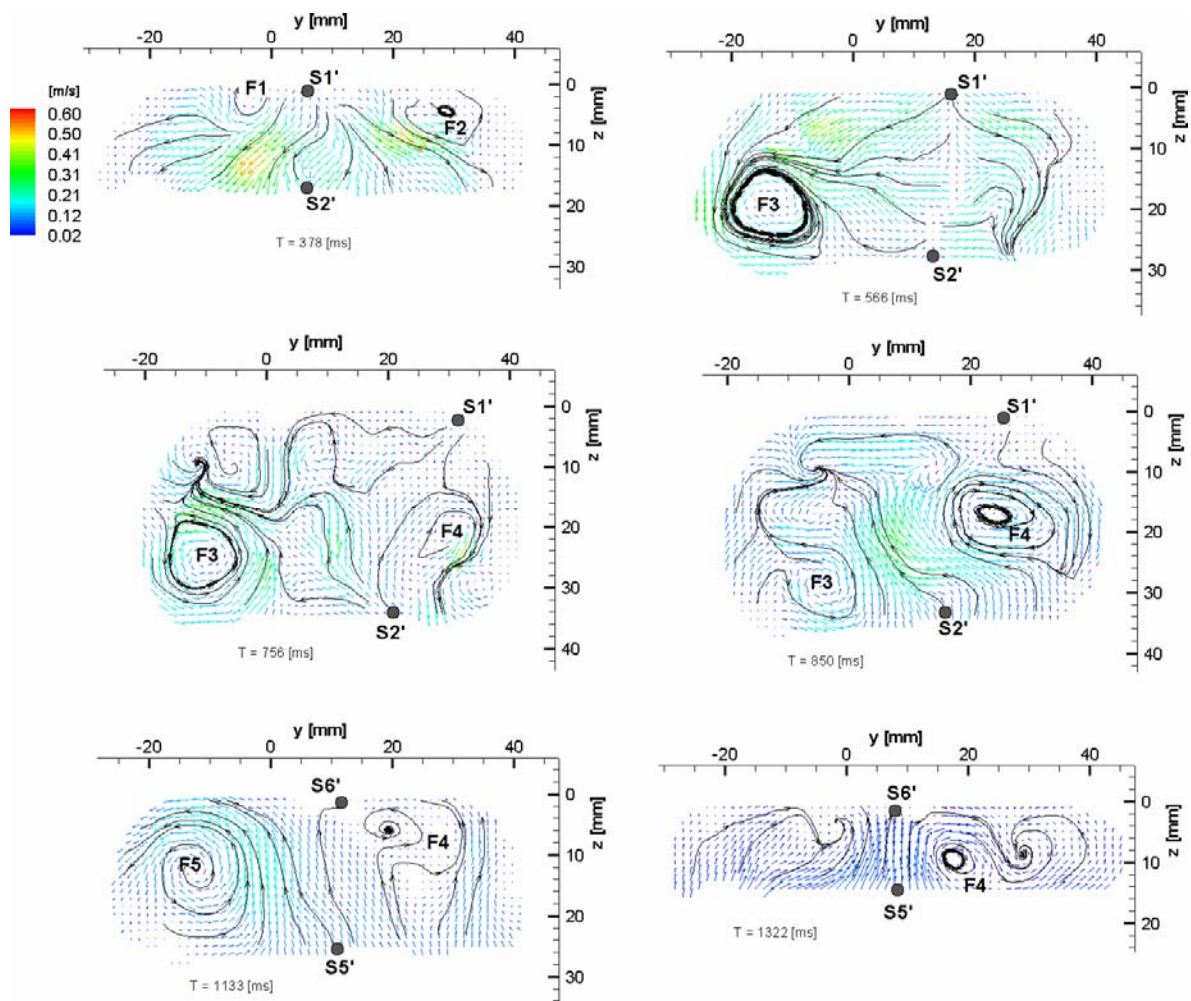 y [mm]
-20 0 20 40
[m/s]
0.60
0.50
0.41
0.31
0.21
0.12
0.02
F1
S1'
F2
S2'
0
10
20
30
z [mm]
T = 378 [ms]
y [mm]
-20 0 20 40
S1'
F3
S2'
0
10
20
30
z [mm]
T = 566 [ms]
y [mm]
-20 0 20 40
S1'
F4
F3
S2'
0
10
20
30
40
z [mm]
T = 756 [ms]
y [mm]
-20 0 20 40
S1'
F4
F3
S2'
0
10
20
30
40
z [mm]
T = 850 [ms]
y [mm]
-20 0 20 40
S6'
F4
F5
S5'
0
10
20
30
z [mm]
T = 1133 [ms]
y [mm]
-20 0 20 40
S6'
F4
S5'
0
10
20
z [mm]
T = 1322 [ms]